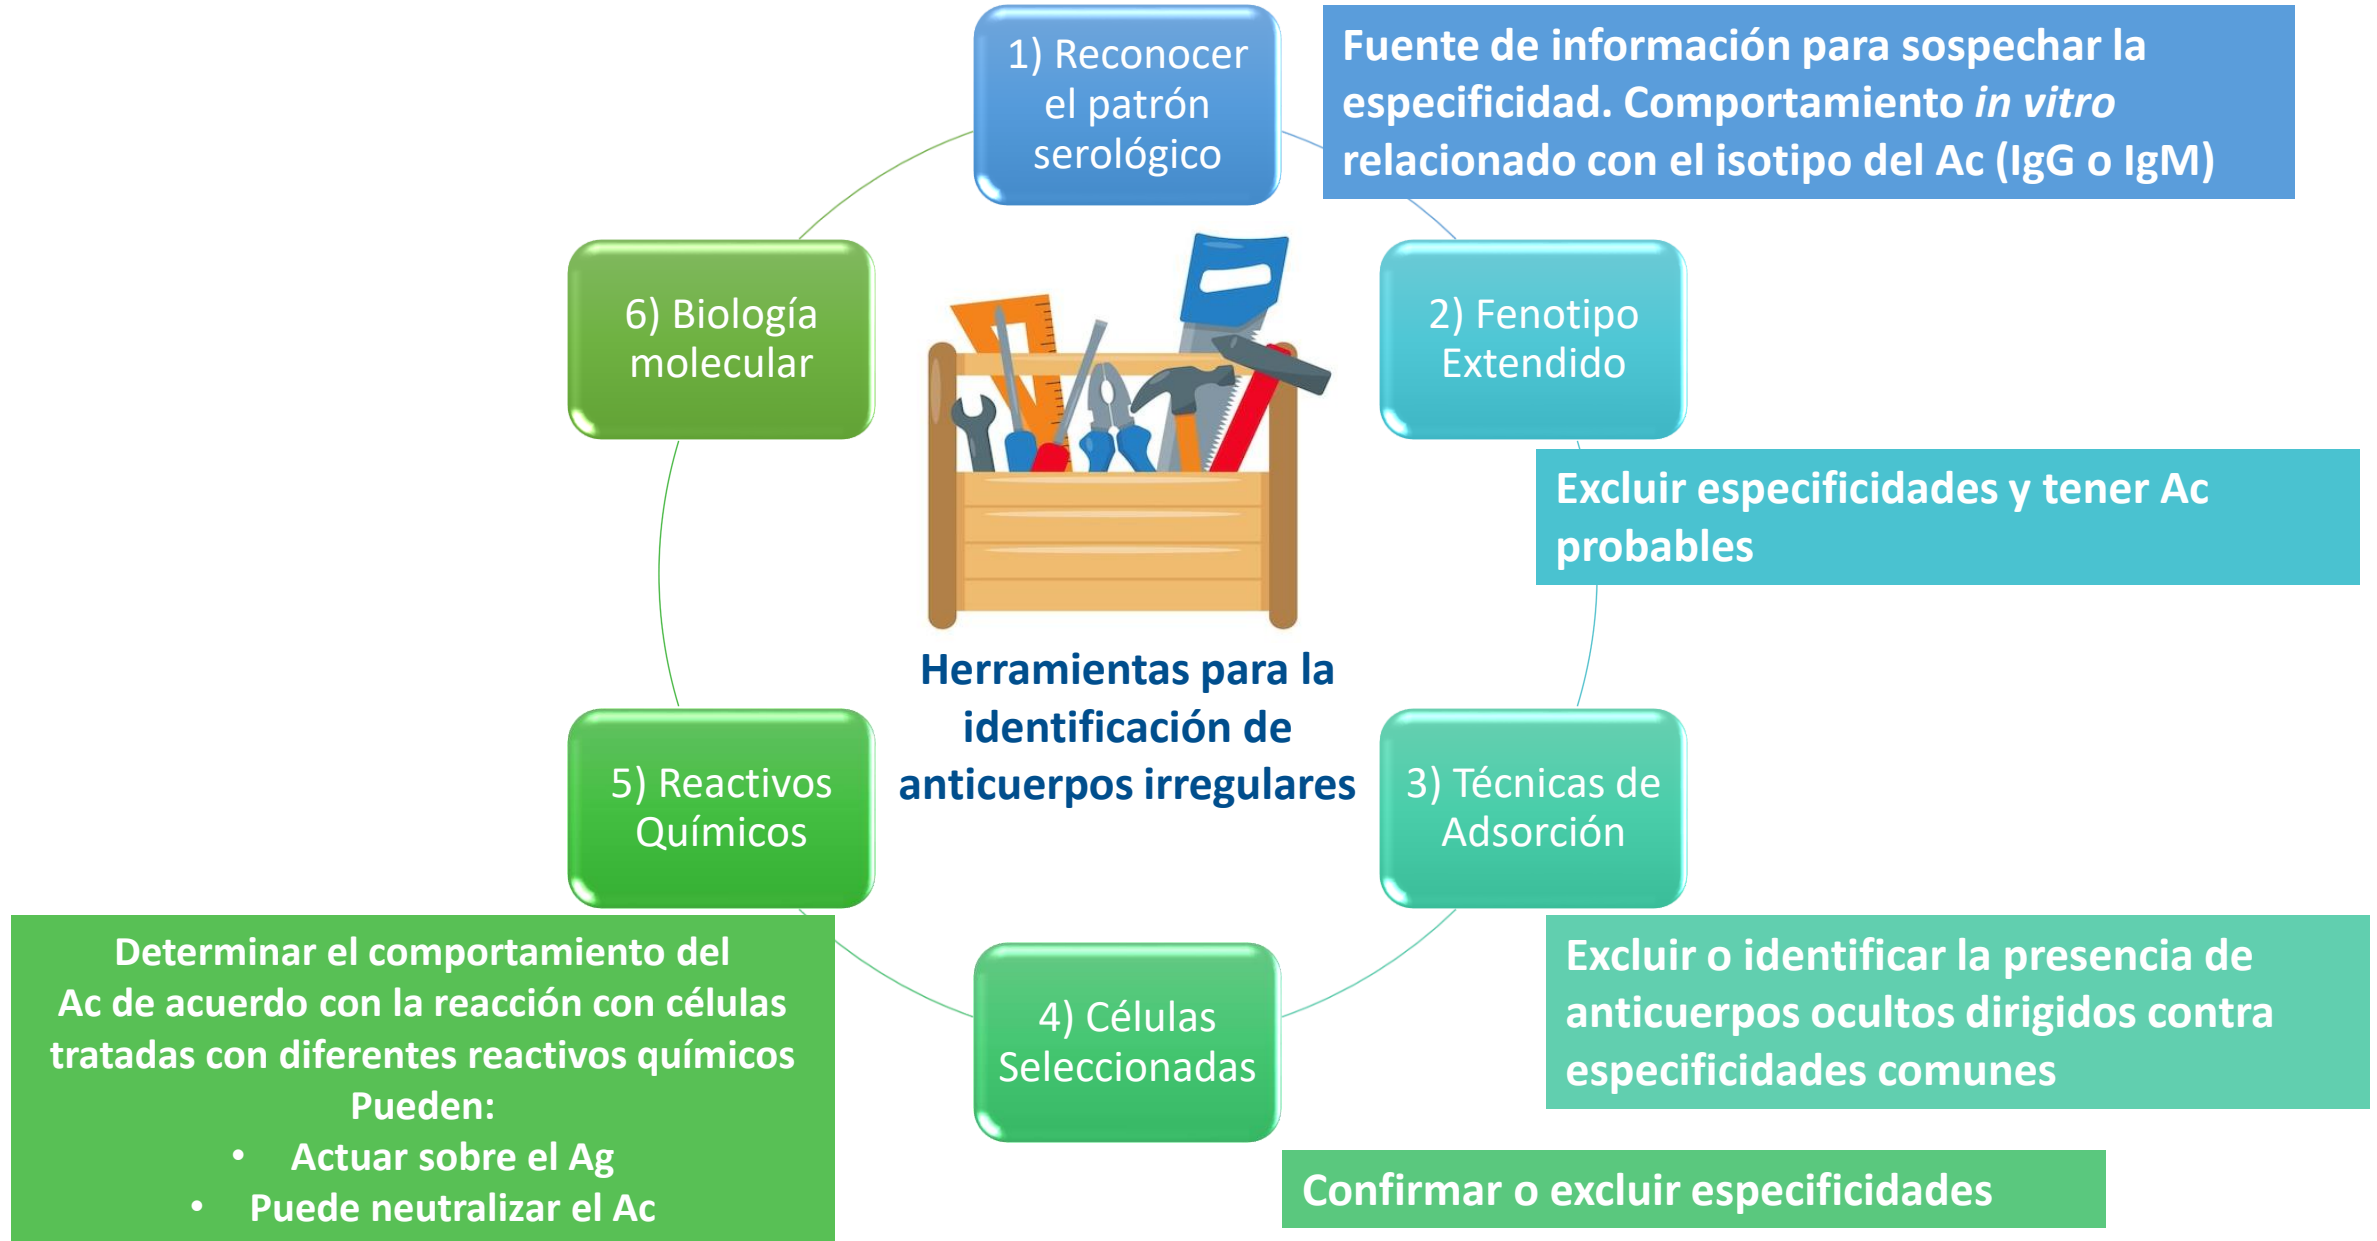 1) Reconocer
el patrón
serológico
Fuente de información para sospechar la
especificidad. Comportamiento in vitro
relacionado con el isotipo del Ac (IgG o IgM)
2) Fenotipo
Extendido
Excluir especificidades y tener Ac
probables
3) Técnicas de
Adsorción
Excluir o identificar la presencia de
anticuerpos ocultos dirigidos contra
especificidades comunes
4) Células
Seleccionadas
Confirmar o excluir especificidades
5) Reactivos
Químicos
Determinar el comportamiento del
Ac de acuerdo con la reacción con células
tratadas con diferentes reactivos químicos
Pueden:
• Actuar sobre el Ag
• Puede neutralizar el Ac
6) Biología
molecular
Herramientas para la
identificación de
anticuerpos irregulares